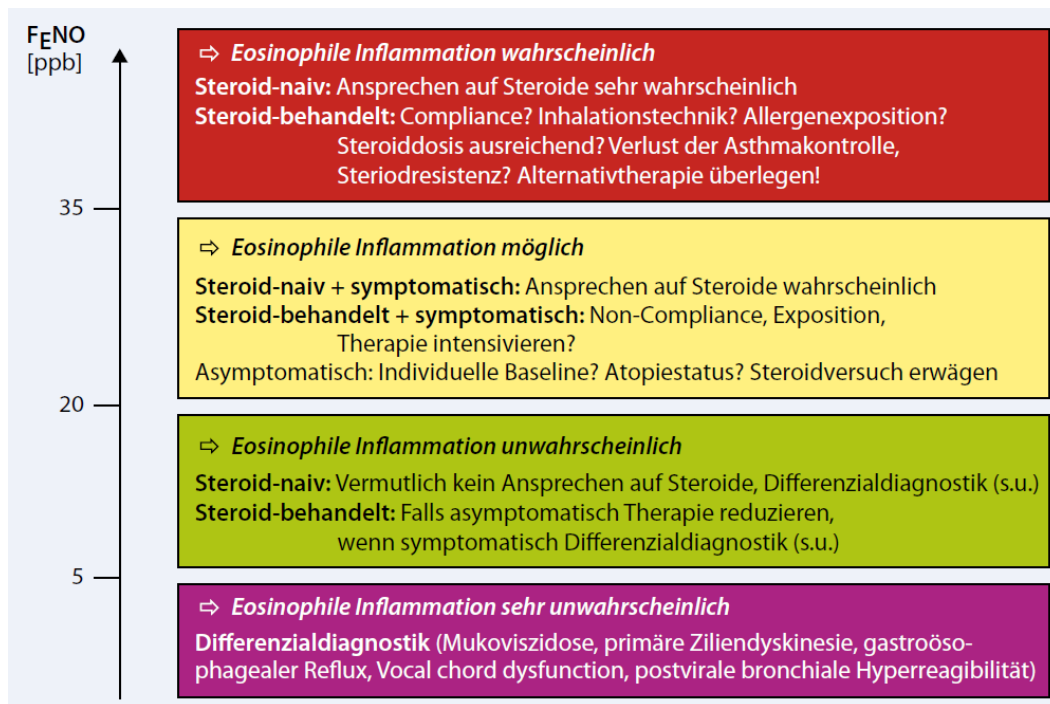 FENO
[ppb]
⇨ Eosinophile Inflammation wahrscheinlich
Steroid-naiv: Ansprechen auf Steroide sehr wahrscheinlich
Steroid-behandelt: Compliance? Inhalationstechnik? Allergenexposition?
Steroiddosis ausreichend? Verlust der Asthmakontrolle,
Steriodresistenz? Alternativtherapie überlegen!
35
⇨ Eosinophile Inflammation möglich
Steroid-naiv + symptomatisch: Ansprechen auf Steroide wahrscheinlich
Steroid-behandelt + symptomatisch: Non-Compliance, Exposition,
Therapie intensivieren?
Asymptomatisch: Individuelle Baseline? Atopiestatus? Steroidversuch erwägen
20
⇨ Eosinophile Inflammation unwahrscheinlich
Steroid-naiv: Vermutlich kein Ansprechen auf Steroide, Differenzialdiagnostik (s.u.)
Steroid-behandelt: Falls asymptomatisch Therapie reduzieren,
wenn symptomatisch Differenzialdiagnostik (s.u.)
5
⇨ Eosinophile Inflammation sehr unwahrscheinlich
Differenzialdiagnostik (Mukoviszidose, primäre Ziliendyskinesie, gastroöso-
phagealer Reflux, Vocal chord dysfunction, postvirale bronchiale Hyperreagibilität)